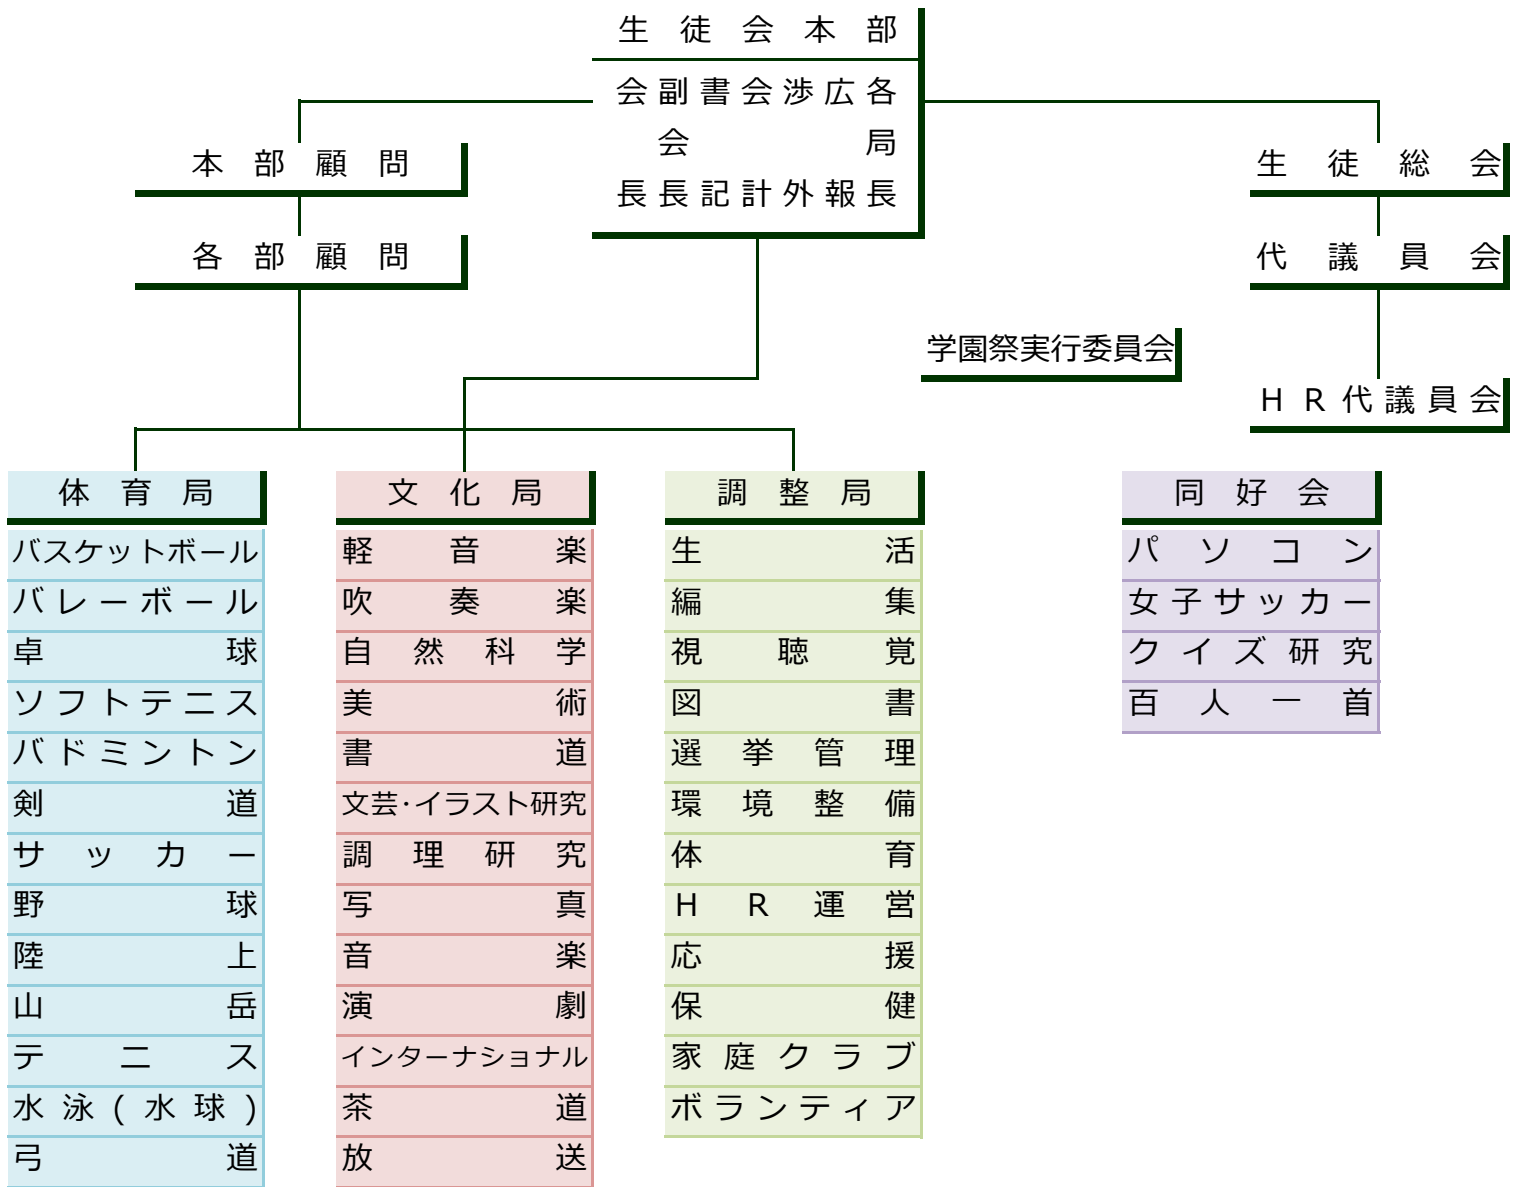 生徒会本部
会副書会渉広各
会局
長長記計外報長
本部顧問
各部顧問
生徒総会
代議員会
学園祭実行委員会
HR代議員会
体育局
バスケットボール
バレーボール
卓球
ソフトテニス
バドミントン
剣道
サッカー
野球
陸上
山岳
テニス
水泳(水球)
弓道
文化局
軽音楽
吹奏楽
自然科学
美術
書道
文芸・イラスト研究
調理研究
写真
音楽
演劇
インターナショナル
茶道
放送
調整局
生活
編集
視聴覚
図書
選挙管理
環境整備
体育
HR運営
応援
保健
家庭クラブ
ボランティア
同好会
パソコン
女子サッカー
クイズ研究
百人一首